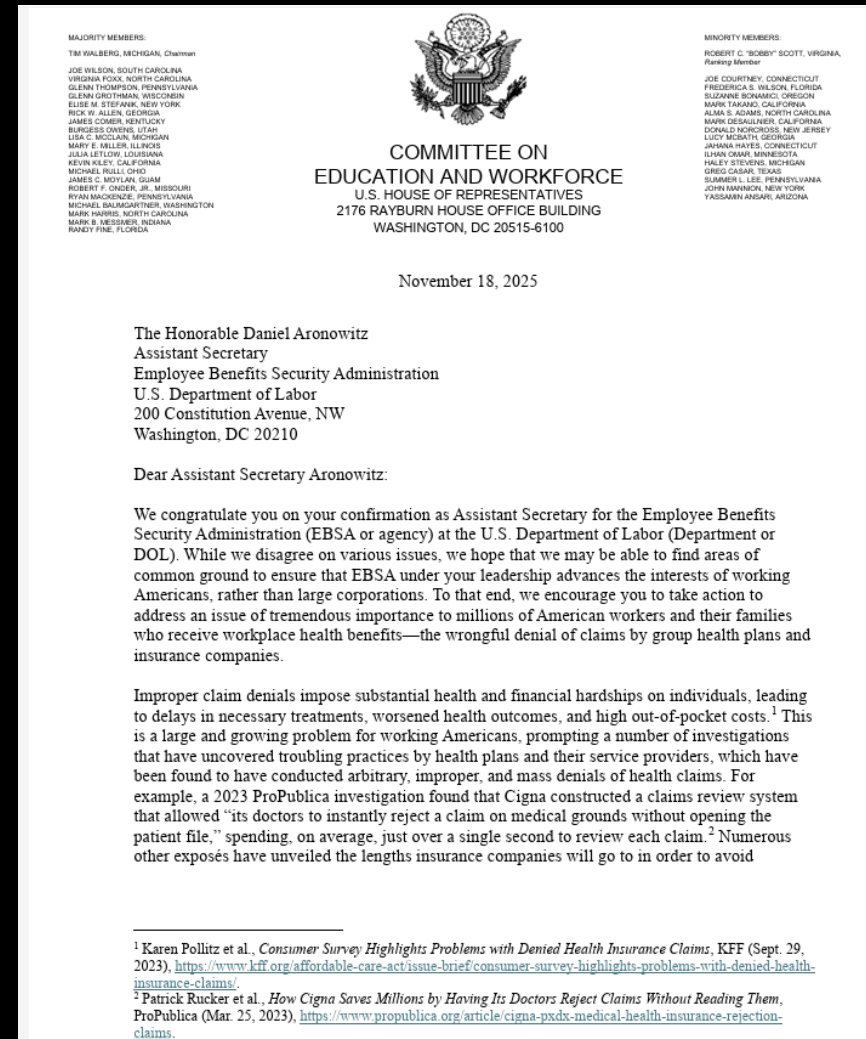 MAJORITY MEMBERS:
TIM WALBERG, MICHIGAN, Chairman
JOE WILSON, SOUTH CAROLINA
VIRGINIA FOXX, NORTH CAROLINA
GLENN THOMPSON, PENNSYLVANIA
GLENN GROTHMAN, WISCONSIN
ELISE M. STEFANIK, NEW YORK
RICK W. ALLEN, GEORGIA
JAMES COMER, KENTUCKY
BURGESS OWENS, UTAH
LISA C. MCCLAIN, MICHIGAN
MARY E. MILLER, ILLINOIS
JULIA LETLOW, LOUISIANA
KEVIN KILEY, CALIFORNIA
MICHAEL RULLI, OHIO
JAMES C. MOYLAN, GUAM
ROBERT F. ONDER, JR., MISSOURI
RYAN MACKENZIE, PENNSYLVANIA
MICHAEL BAUMGARTNER, WASHINGTON
MARK HARRIS, NORTH CAROLINA
MARK B. MESSMER, INDIANA
RANDY FINE, FLORIDA
COMMITTEE ON
EDUCATION AND WORKFORCE
U.S. HOUSE OF REPRESENTATIVES
2176 RAYBURN HOUSE OFFICE BUILDING
WASHINGTON, DC 20515-6100
MINORITY MEMBERS:
ROBERT C. "BOBBY" SCOTT, VIRGINIA,
Ranking Member
JOE COURTNEY, CONNECTICUT
FREDERICA S. WILSON, FLORIDA
SUZANNE BONAMICI, OREGON
MARK TAKANO, CALIFORNIA
ALMA S. ADAMS, NORTH CAROLINA
MARK DESAULNIER, CALIFORNIA
DONALD NORCROSS, NEW JERSEY
LUCY MCBATH, GEORGIA
JAHANA HAYES, CONNECTICUT
ILHAN OMAR, MINNESOTA
HALEY STEVENS, MICHIGAN
GREG CASAR, TEXAS
SUMMER L. LEE, PENNSYLVANIA
JOHN MANNION, NEW YORK
YASSAMIN ANSARI, ARIZONA
November 18, 2025
The Honorable Daniel Aronowitz
Assistant Secretary
Employee Benefits Security Administration
U.S. Department of Labor
200 Constitution Avenue, NW
Washington, DC 20210
Dear Assistant Secretary Aronowitz:
We congratulate you on your confirmation as Assistant Secretary for the Employee Benefits
Security Administration (EBSA or agency) at the U.S. Department of Labor (Department or
DOL). While we disagree on various issues, we hope that we may be able to find areas of
common ground to ensure that EBSA under your leadership advances the interests of working
Americans, rather than large corporations. To that end, we encourage you to take action to
address an issue of tremendous importance to millions of American workers and their families
who receive workplace health benefits—the wrongful denial of claims by group health plans and
insurance companies.
Improper claim denials impose substantial health and financial hardships on individuals, leading
to delays in necessary treatments, worsened health outcomes, and high out-of-pocket costs.1 This
is a large and growing problem for working Americans, prompting a number of investigations
that have uncovered troubling practices by health plans and their service providers, which have
been found to have conducted arbitrary, improper, and mass denials of health claims. For
example, a 2023 ProPublica investigation found that Cigna constructed a claims review system
that allowed “its doctors to instantly reject a claim on medical grounds without opening the
patient file,” spending, on average, just over a single second to review each claim.2 Numerous
other exposés have unveiled the lengths insurance companies will go to in order to avoid
1 Karen Pollitz et al., Consumer Survey Highlights Problems with Denied Health Insurance Claims, KFF (Sept. 29,
2023), https://www.kff.org/affordable-care-act/issue-brief/consumer-survey-highlights-problems-with-denied-health-
insurance-claims/.
2 Patrick Rucker et al., How Cigna Saves Millions by Having Its Doctors Reject Claims Without Reading Them,
ProPublica (Mar. 25, 2023), https://www.propublica.org/article/cigna-pxdx-medical-health-insurance-rejection-
claims.